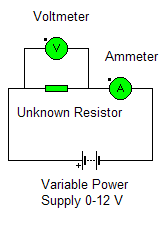 Voltmeter
V
Ammeter
A
Unknown Resistor
+
Variable Power
Supply 0-12 V